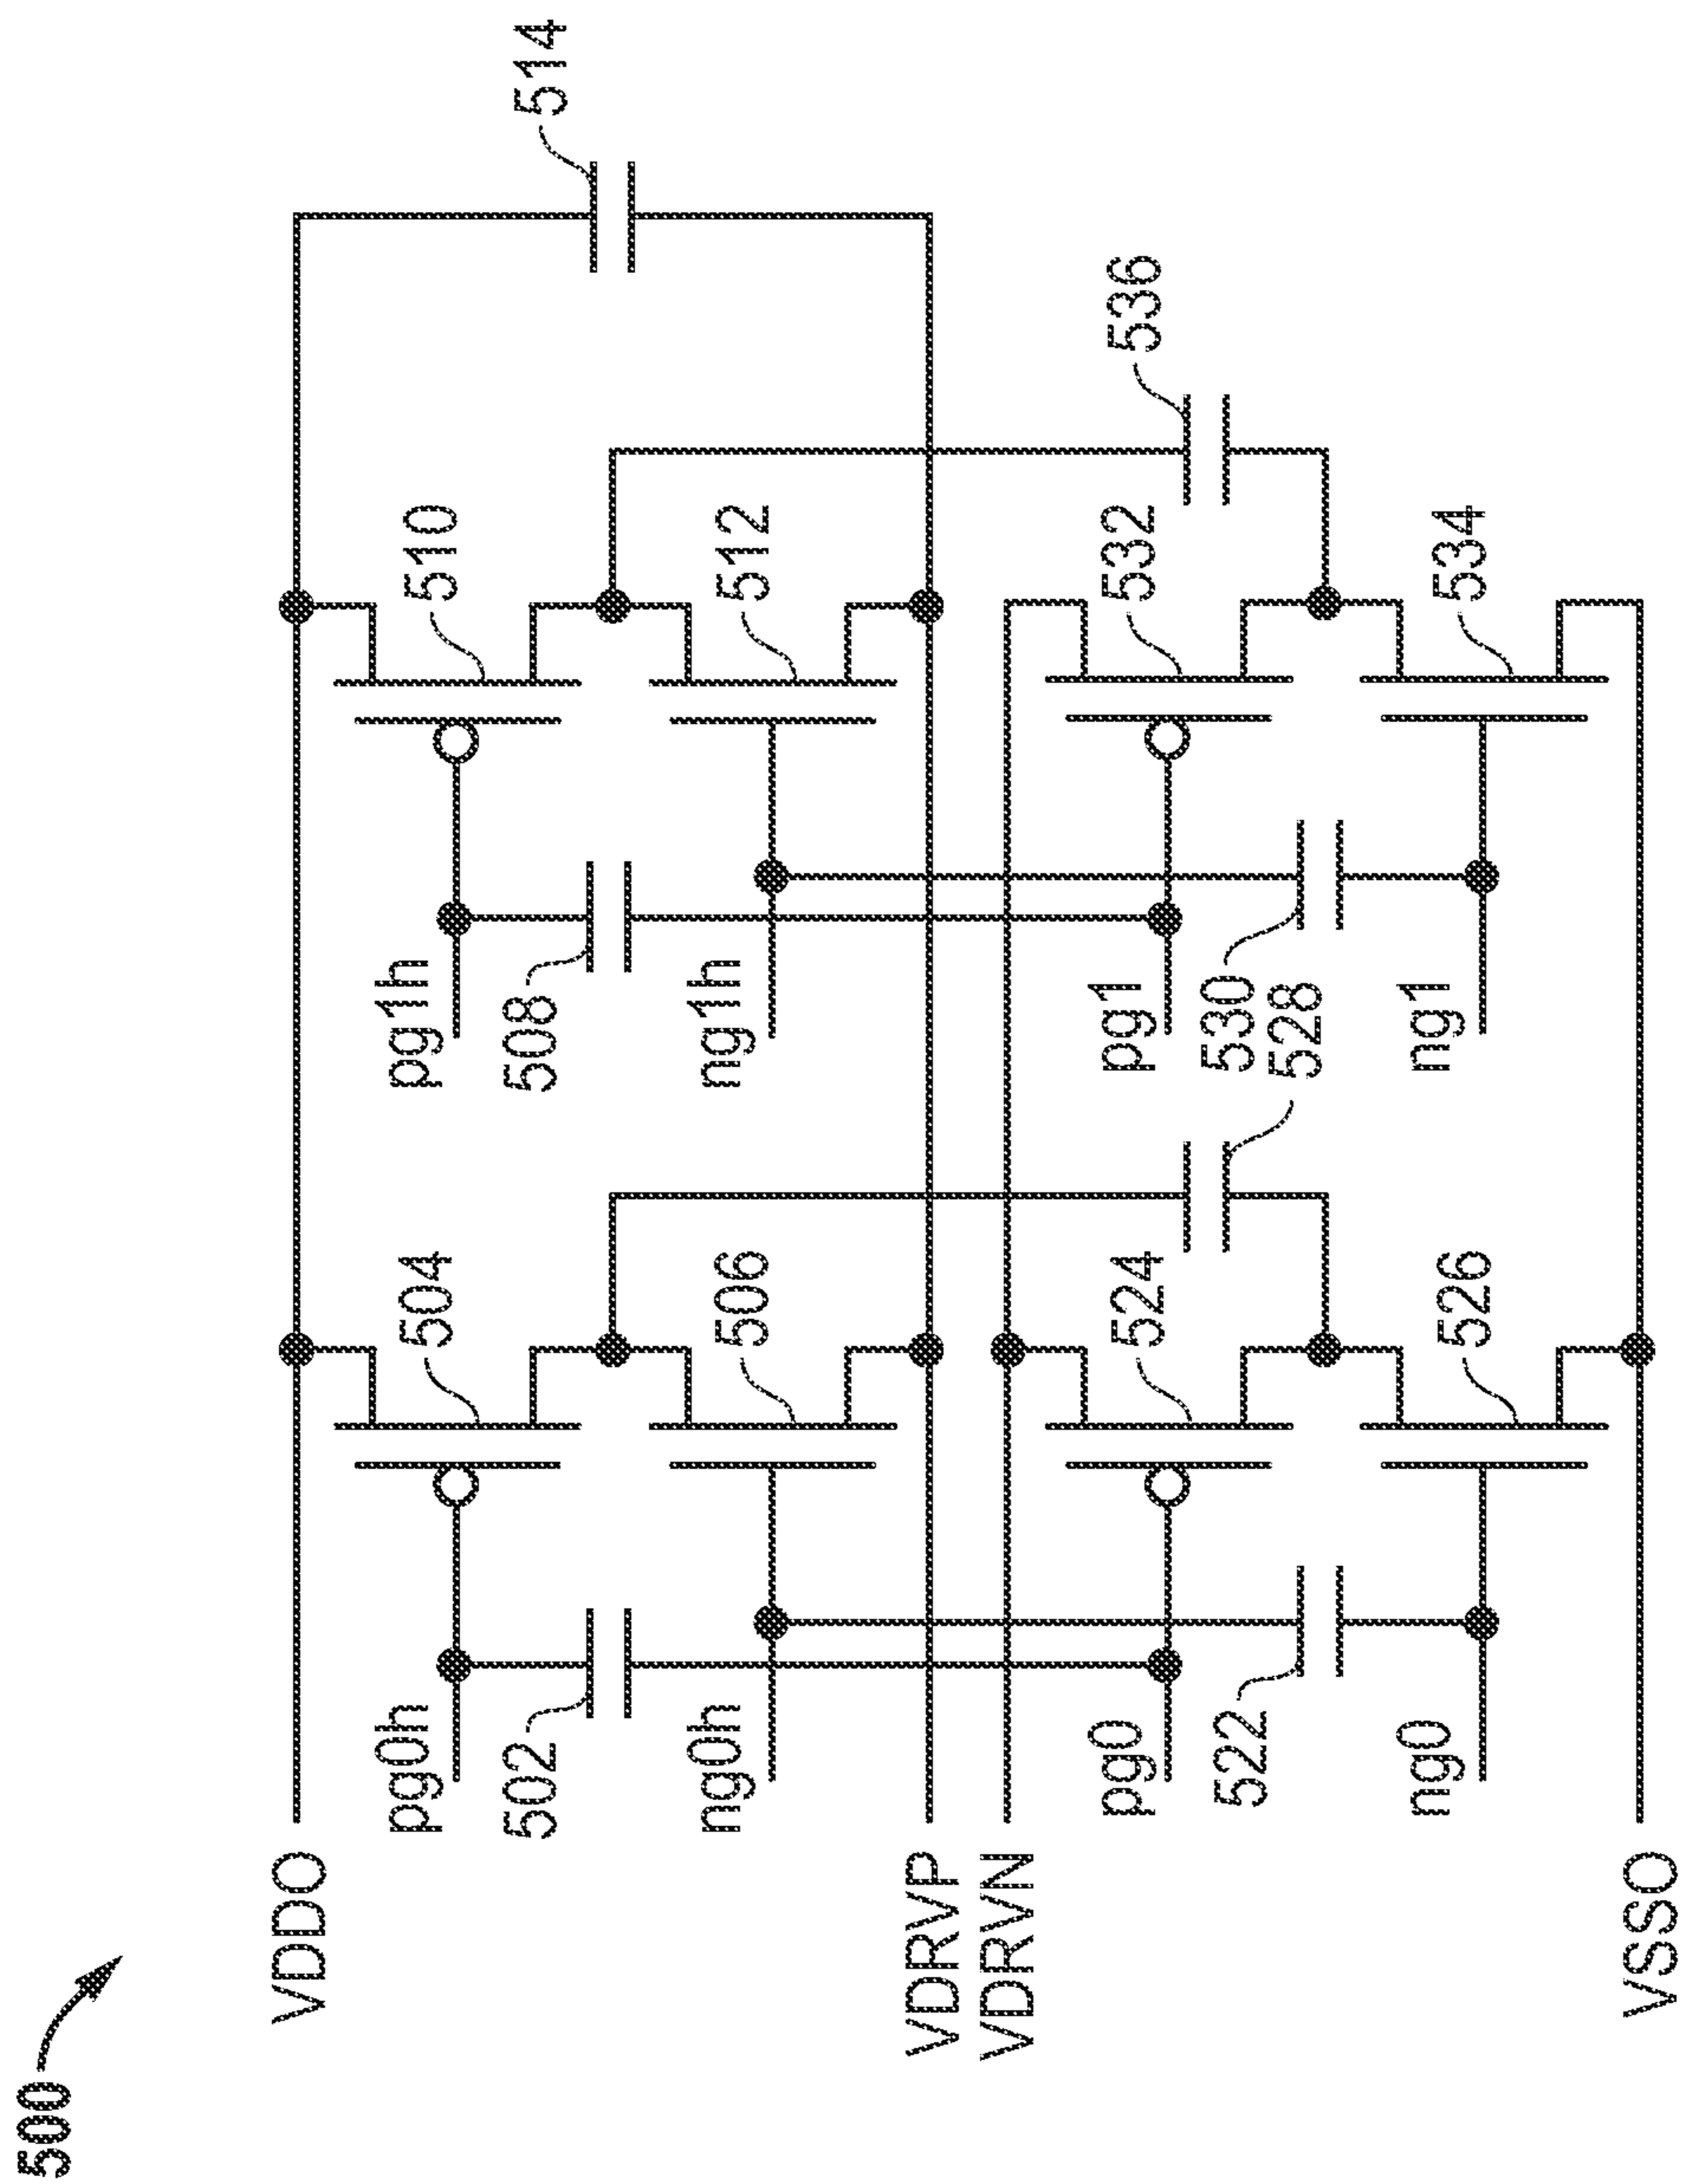 500
VDDO
pg0h
504
pg1h
510
502
508
514
ng0h
506
ng1h
512
VDRVP
VDRVN
pg0
524
pg1
532
536
522
530
528
ng0
526
ng1
534
VSSO